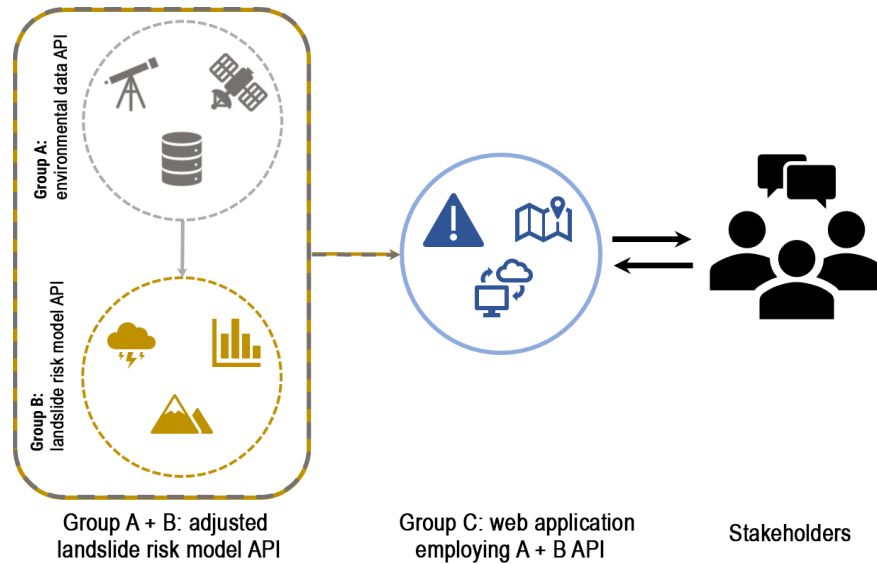 Group A:
environmental data API
Group B:
landslide risk model API
Group A + B: adjusted
landslide risk model API
Group C: web application
employing A + B API
Stakeholders